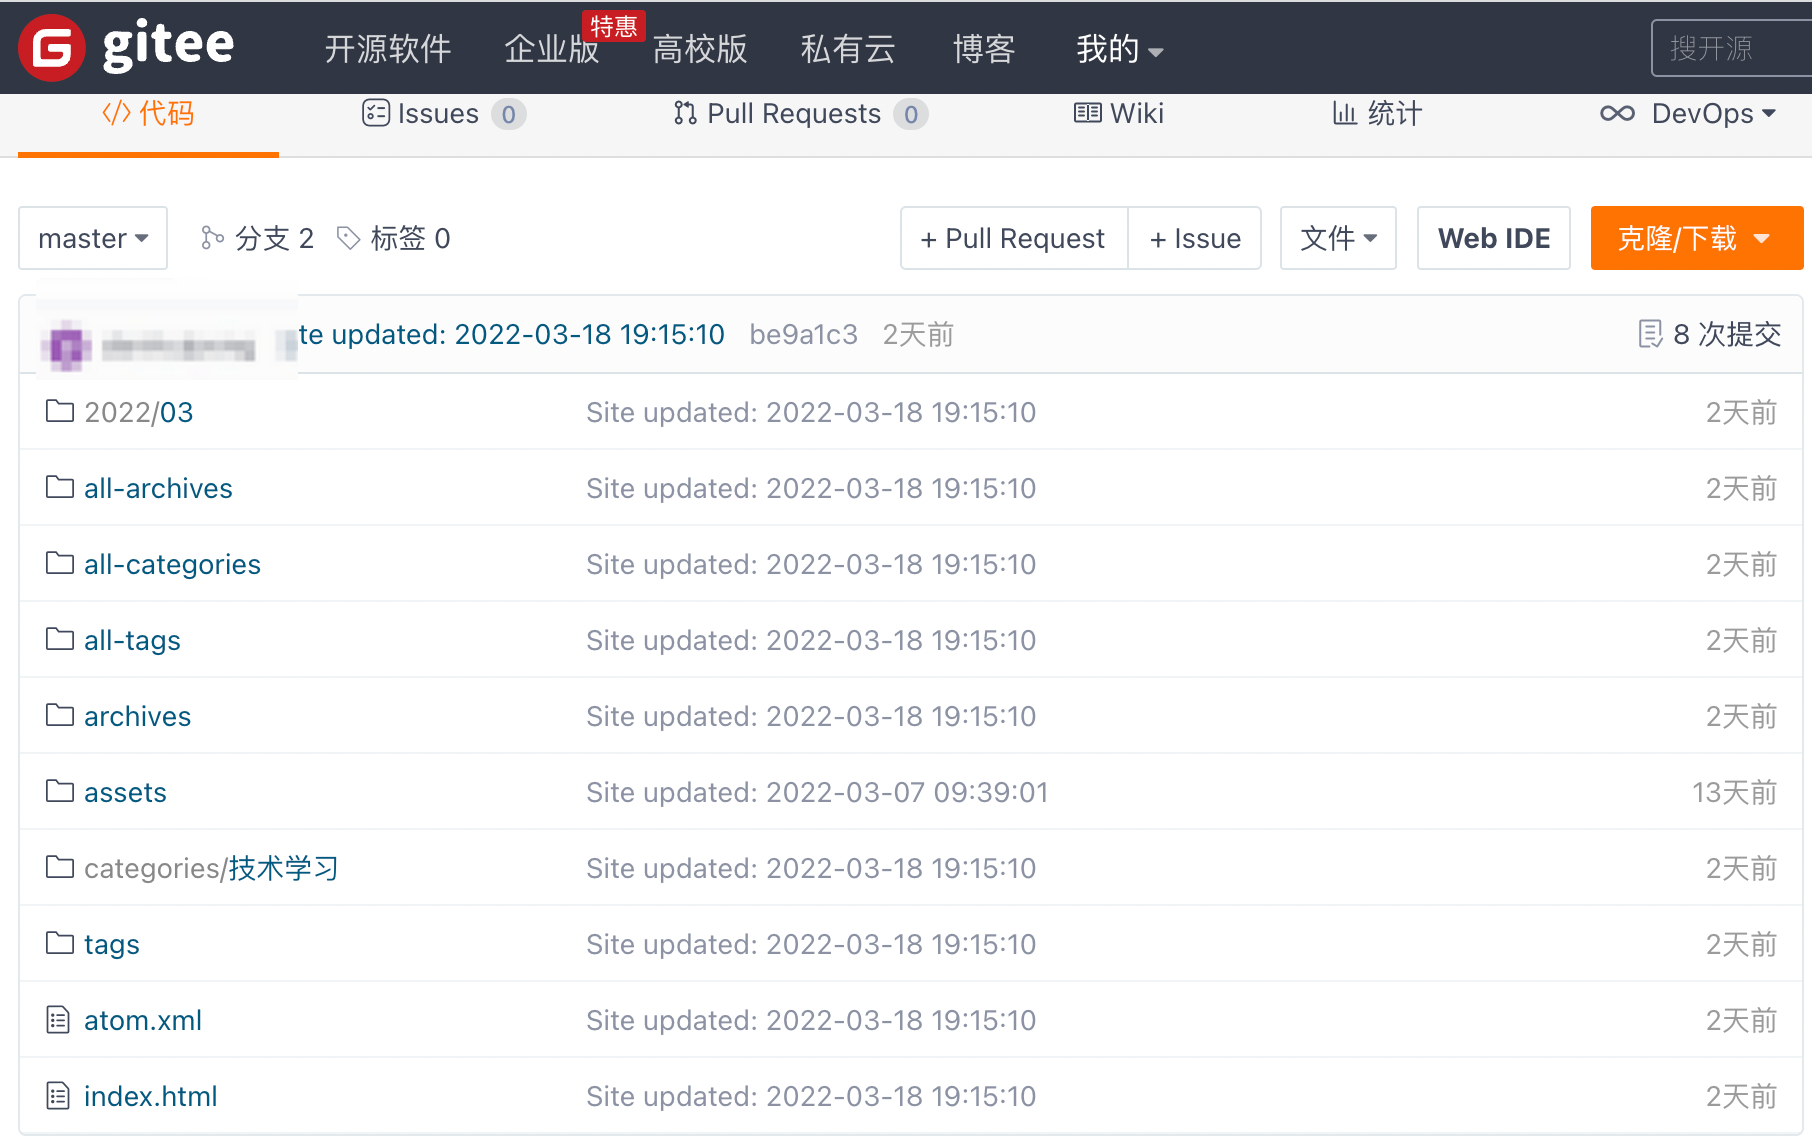 gitee 开源软件 企业版 特惠 高校版 私有云 博客 我的 搜开源
代码 Issues 0 Pull Requests 0 Wiki 统计 DevOps
master 分支 2 标签 0 + Pull Request + Issue 文件 Web IDE 克隆/下载
te updated: 2022-03-18 19:15:10 be9a1c3 2天前 8 次提交
2022/03 Site updated: 2022-03-18 19:15:10 2天前
all-archives Site updated: 2022-03-18 19:15:10 2天前
all-categories Site updated: 2022-03-18 19:15:10 2天前
all-tags Site updated: 2022-03-18 19:15:10 2天前
archives Site updated: 2022-03-18 19:15:10 2天前
assets Site updated: 2022-03-07 09:39:01 13天前
categories/技术学习 Site updated: 2022-03-18 19:15:10 2天前
tags Site updated: 2022-03-18 19:15:10 2天前
atom.xml Site updated: 2022-03-18 19:15:10 2天前
index.html Site updated: 2022-03-18 19:15:10 2天前